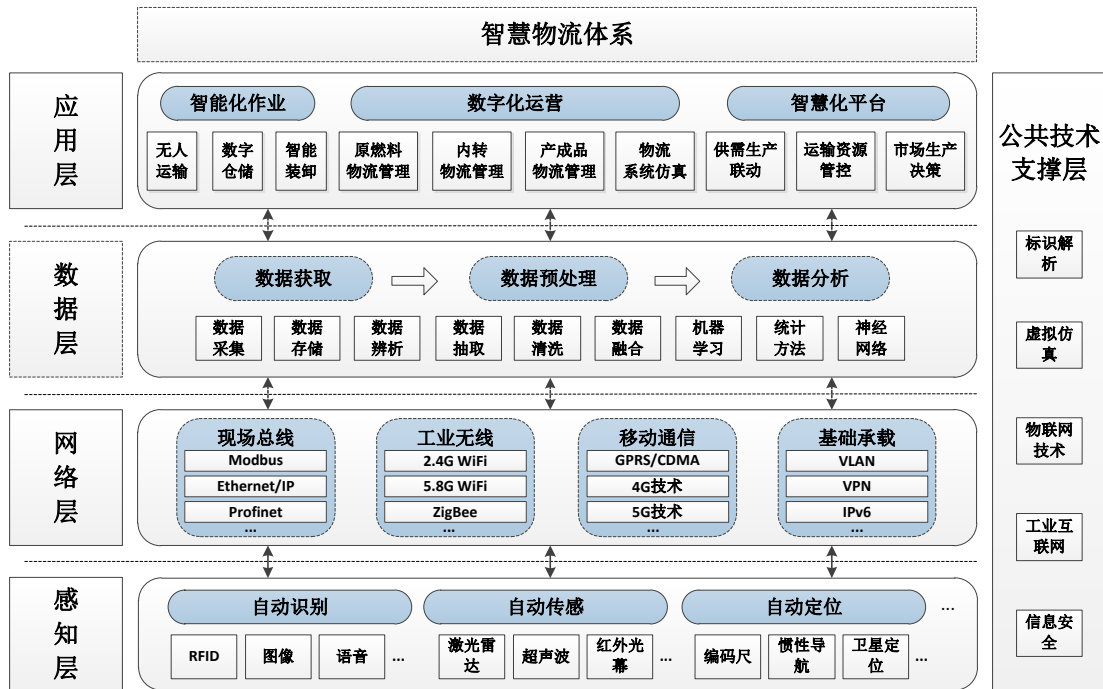 智慧物流体系
应
用
层
智能化作业
数字化运营
智慧化平台
无人
运输
数字
仓储
智能
装卸
原燃料
物流管理
内转
物流管理
产成品
物流管理
物流
系统仿真
供需生产
联动
运输资源
管控
市场生产
决策
数
据
层
数据获取
数据预处理
数据分析
数据
采集
数据
存储
数据
辨析
数据
抽取
数据
清洗
数据
融合
机器
学习
统计
方法
神经
网络
网
络
层
现场总线
Modbus
Ethernet/IP
Profinet
...
工业无线
2.4G WiFi
5.8G WiFi
ZigBee
...
移动通信
GPRS/CDMA
4G技术
5G技术
...
基础承载
VLAN
VPN
IPv6
...
感
知
层
自动识别
自动传感
自动定位
...
RFID
图像
语音
...
激光雷
达
超声波
红外光
幕
...
编码尺
惯性导
航
卫星定
位
...
公共技术
支撑层
标识解
析
虚拟仿
真
物联网
技术
工业互
联网
信息安
全